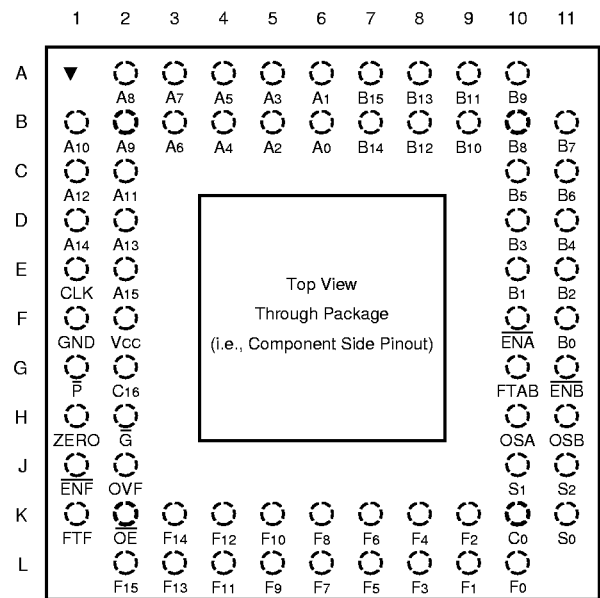 1 2 3 4 5 6 7 8 9 10 11
A
A8 A7 A5 A3 A1 B15 B13 B11 B9
B
A10 A9 A6 A4 A2 A0 B14 B12 B10 B8 B7
C
A12 A11 B5 B6
D
A14 A13 B3 B4
E
CLK A15 B1 B2
Top View
Through Package
(i.e., Component Side Pinout)
F
GND VCC ENA B0
G
P C16 FTAB ENB
H
ZERO G OSA OSB
J
ENF OVF S1 S2
K
FTF OE F14 F12 F10 F8 F6 F4 F2 C0 S0
L
F15 F13 F11 F9 F7 F5 F3 F1 F0